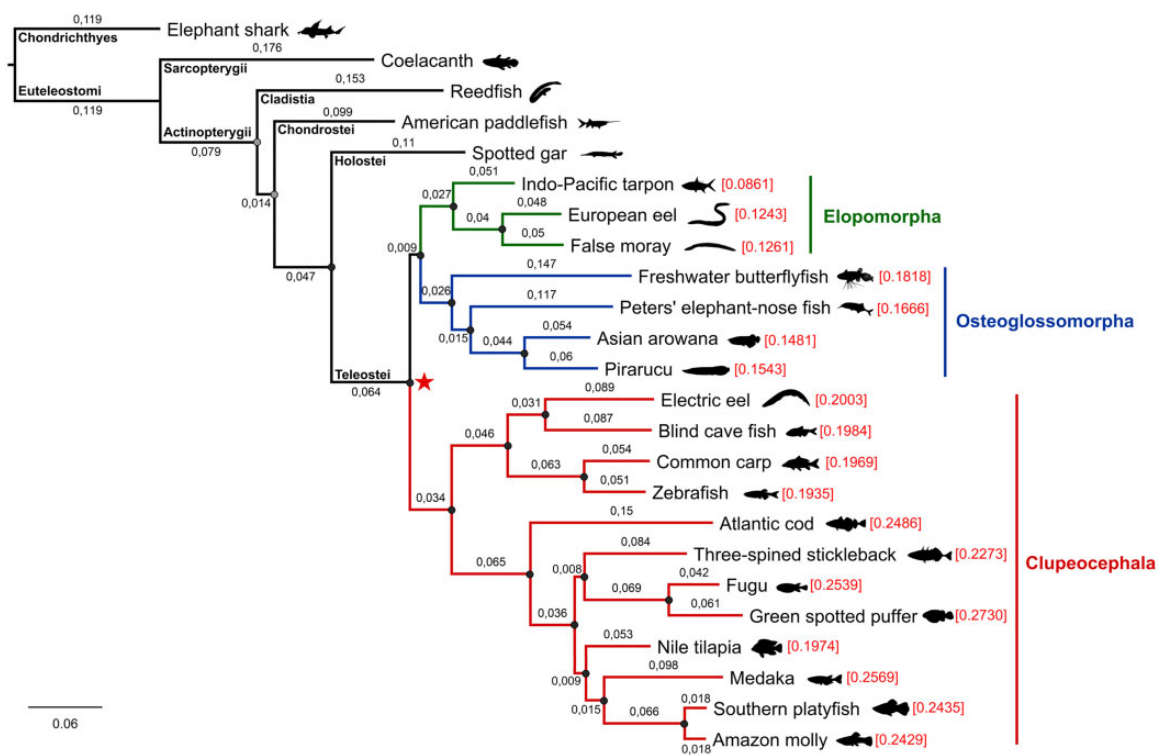 0,119
Elephant shark
Chondrichthyes
0,176
Sarcopterygii
Coelacanth
Euteleostomi
0,119
0,153
Cladistia
Reedfish
0,099
Chondrostei
American paddlefish
Actinopterygii
0,079
0,11
Holostei
Spotted gar
0,014
0,051
Indo-Pacific tarpon [0.0861]
0,027
0,048
European eel [0.1243]
0,04
Elopomorpha
0,05
False moray [0.1261]
0,009
0,047
0,147
Freshwater butterflyfish [0.1818]
0,026
0,117
Peters' elephant-nose fish [0.1666]
Osteoglossomorpha
0,015
0,054
Asian arowana [0.1481]
0,044
0,06
Pirarucu [0.1543]
Teleostei
0,064
0,089
Electric eel [0.2003]
0,031
0,087
Blind cave fish [0.1984]
0,046
0,054
Common carp [0.1969]
0,063
0,051
Zebrafish [0.1935]
0,034
0,15
Atlantic cod [0.2486]
0,065
0,084
Three-spined stickleback [0.2273]
Clupeocephala
0,008
0,042
Fugu [0.2539]
0,069
0,061
Green spotted puffer [0.2730]
0,036
0,053
Nile tilapia [0.1974]
0,009
0,098
Medaka [0.2569]
0,015
0,018
Southern platyfish [0.2435]
0,066
Amazon molly [0.2429]
0,018
0.06